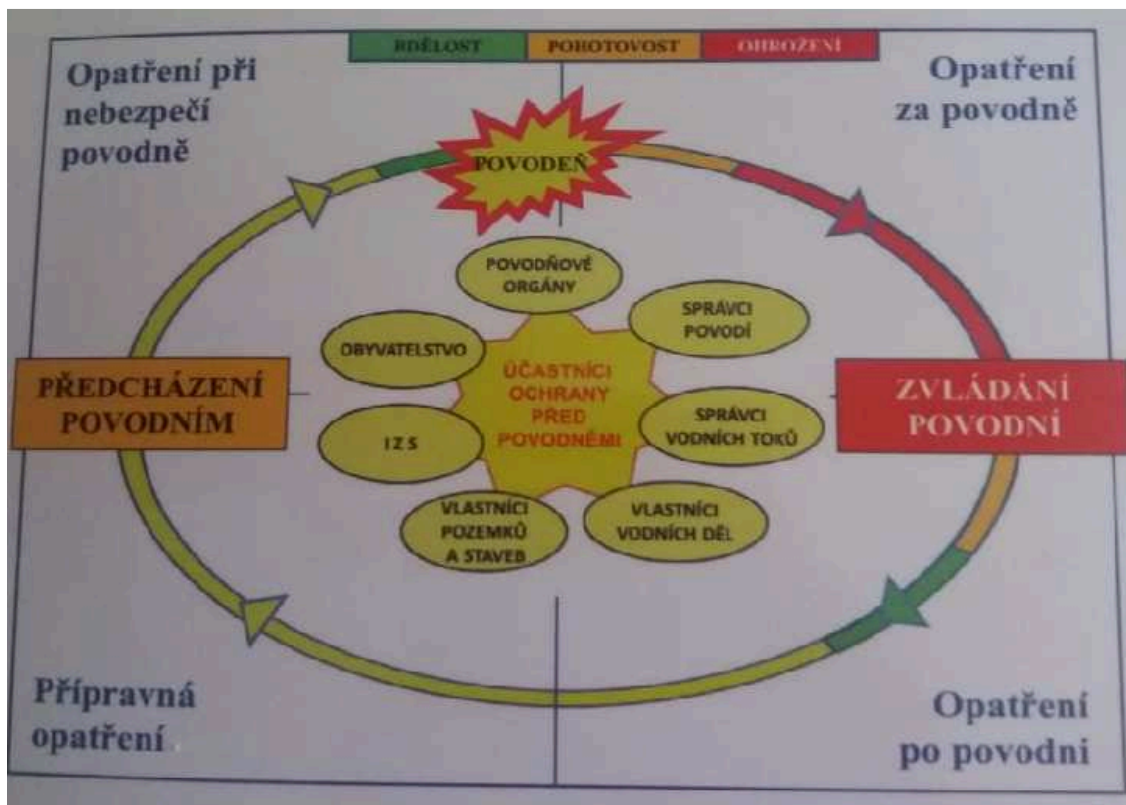 BDĚLOST POHOTOVOST OHROŽENÍ
Opatření při
nebezpečí
povodně
Opatření
za povodně
POVODEŇ
POVODŇOVÉ
ORGÁNY
SPRÁVCI
POVODÍ
OBYVATELSTVO
ÚČASTNÍCI
OCHRANY
PŘED
POVODNĚMI
PŘEDCHÁZENÍ
POVODNÍM
ZVLÁDÁNÍ
POVODNÍ
SPRÁVCI
VODNÍCH TOKŮ
I Z S
VLASTNÍCI
POZEMKŮ
A STAVEB
VLASTNÍCI
VODNÍCH DĚL
Přípravná
opatření
Opatření
po povodni